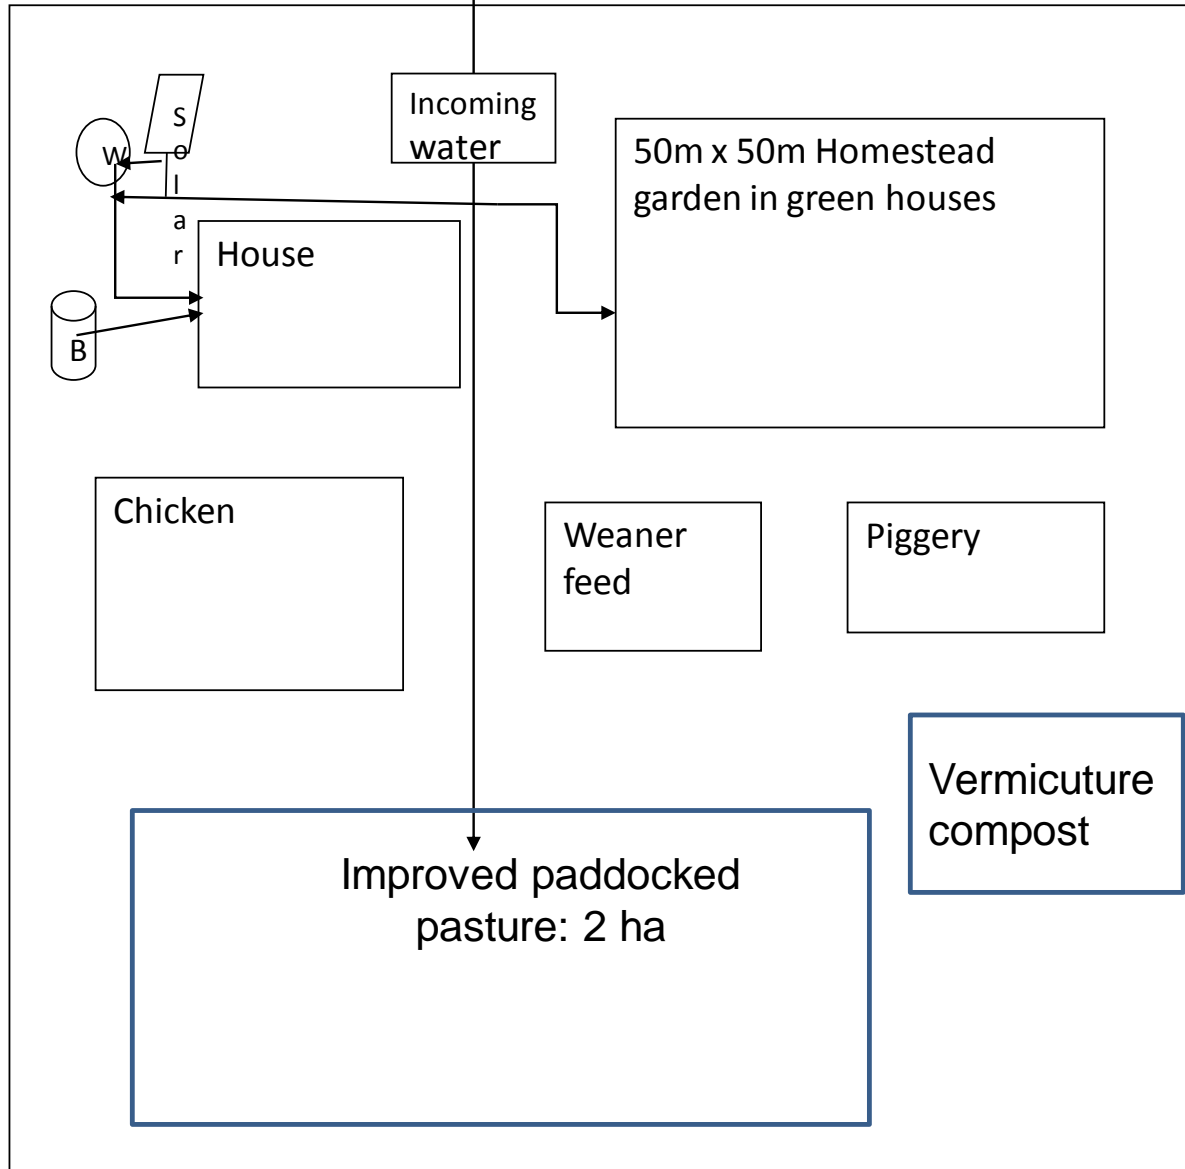 Incoming
water
Solar
W
50m x 50m Homestead
garden in green houses
House
B
Chicken
Weaner
feed
Piggery
Vermicuture
compost
Improved paddocked
pasture: 2 ha